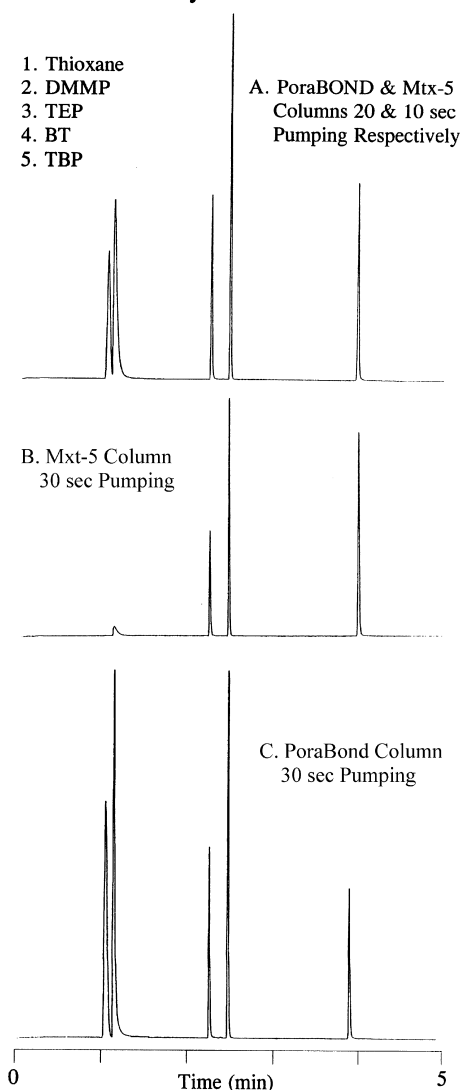 1. Thioxane
2. DMMP
3. TEP
4. BT
5. TBP
A. PoraBOND & Mtx-5
Columns 20 & 10 sec
Pumping Respectively
B. Mxt-5 Column
30 sec Pumping
C. PoraBond Column
30 sec Pumping
0
5
Time (min)